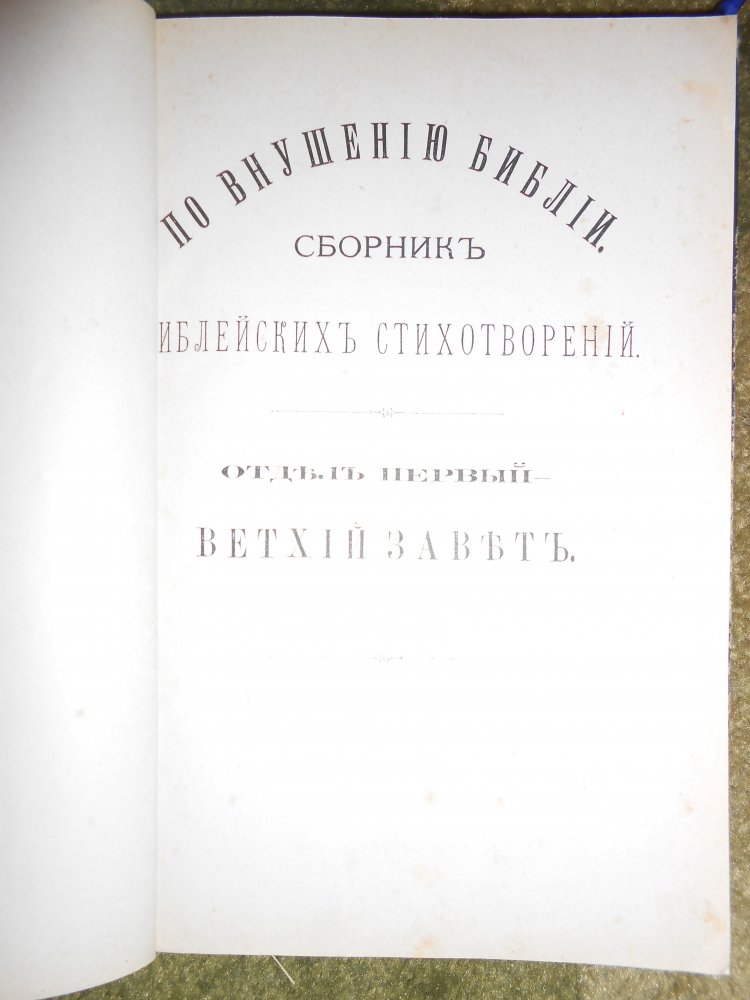 ПО ВНУШЕНІЮ БИБЛІИ.
СБОРНИКЪ
ИБЛЕЙСКИХЪ СТИХОТВОРЕНІЙ.
ОТДѢЛЪ ПЕРВЫЙ—
ВЕТХІЙ ЗАВѢТЪ.